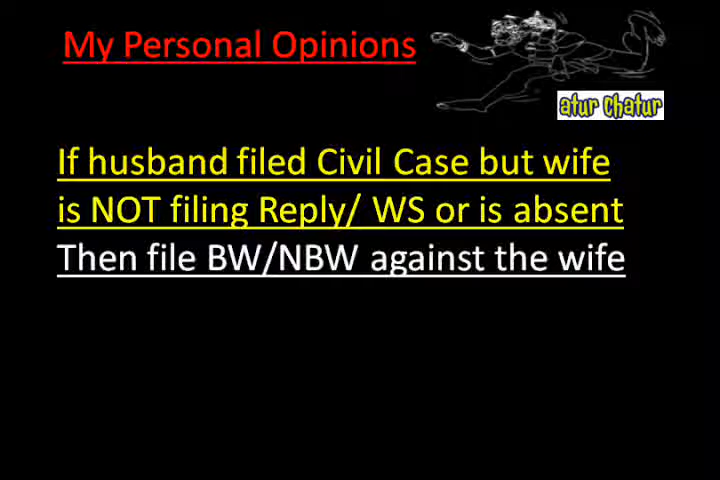 My Personal Opinions
atur chatur
If husband filed Civil Case but wife
is NOT filing Reply/ WS or is absent
Then file BW/NBW against the wife